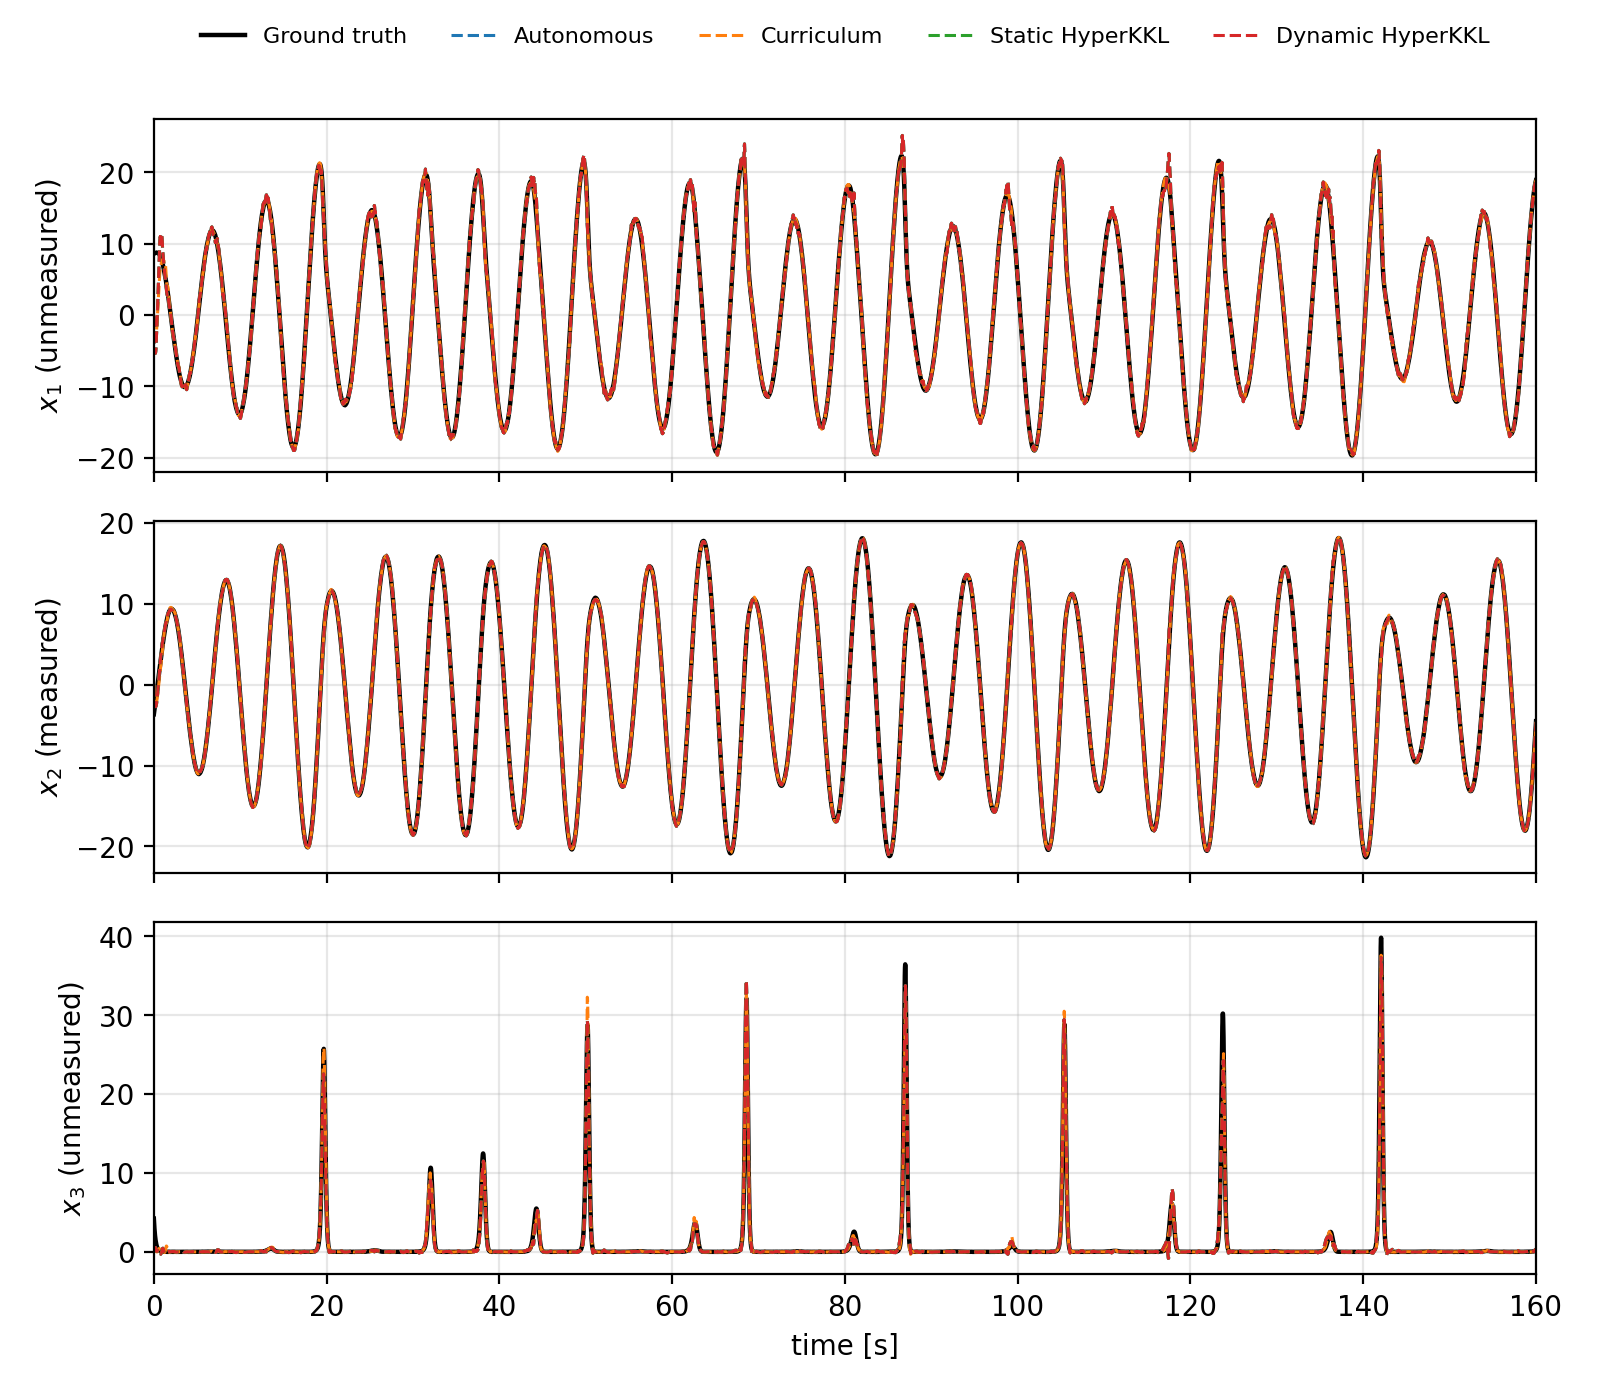 Ground truth Autonomous Curriculum Static HyperKKL Dynamic HyperKKL
x₁ (unmeasured)
20
10
0
−10
−20
x₂ (measured)
20
10
0
−10
−20
x₃ (unmeasured)
40
30
20
10
0
0 20 40 60 80 100 120 140 160
time [s]